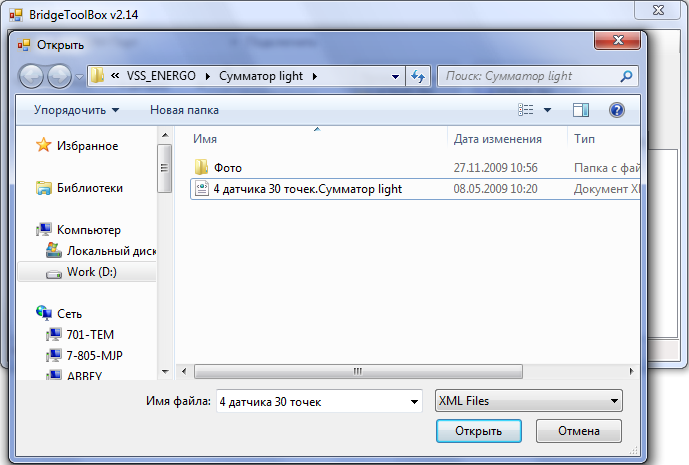 BridgeToolBox v2.14
Открыть
« VSS_ENERGO Сумматор light
Поиск: Сумматор light
Упорядочить Новая папка
Имя Дата изменения Тип
Избранное
Фото 27.11.2009 10:56 Папка с фай
4 датчика 30 точек.Сумматор light 08.05.2009 10:20 Документ X
Библиотеки
Компьютер
Локальный диск
Work (D:)
Сеть
701-TEM
7-805-MJP
ABBEY
Имя файла: 4 датчика 30 точек XML Files
Открыть Отмена